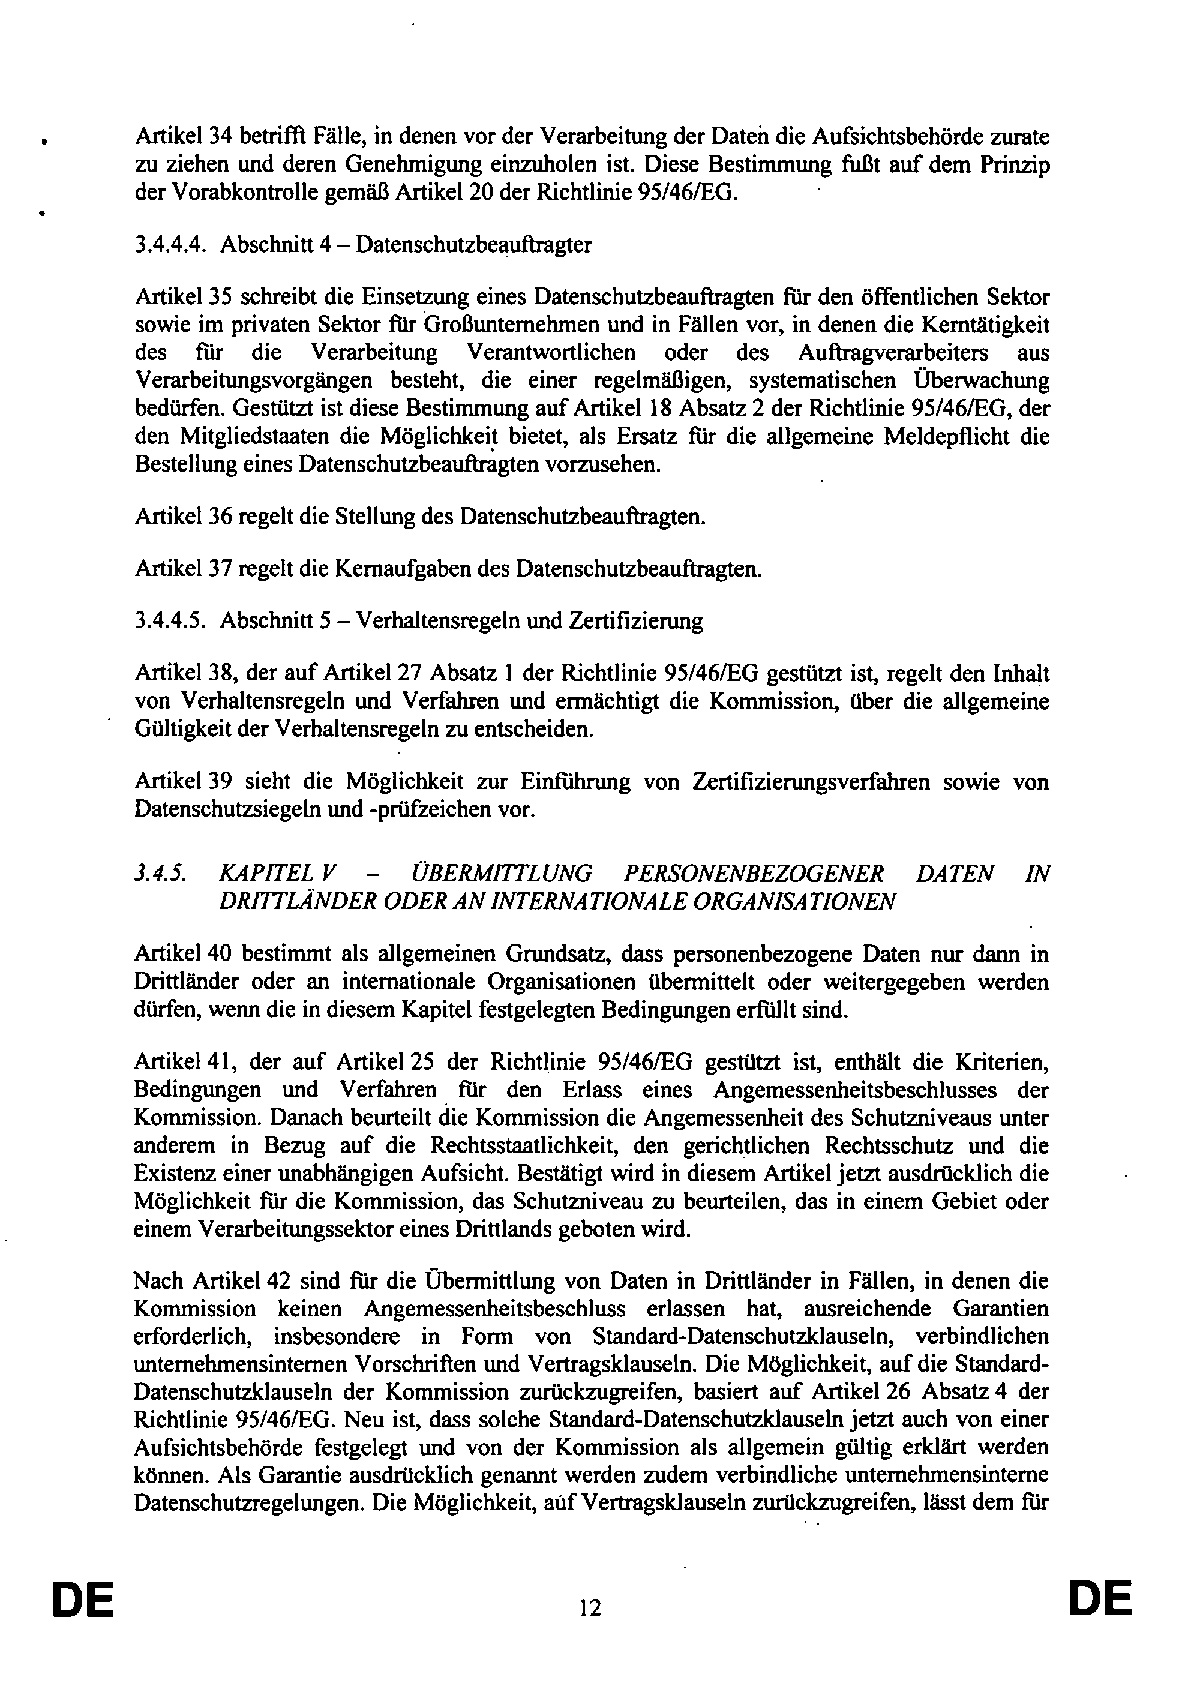 Artikel 34 betrifft Fälle, in denen vor der Verarbeitung der Daten die Aufsichtsbehörde zurate
zu ziehen und deren Genehmigung einzuholen ist. Diese Bestimmung fußt auf dem Prinzip
der Vorabkontrolle gemäß Artikel 20 der Richtlinie 95/46/EG.
3.4.4.4. Abschnitt 4 – Datenschutzbeauftragter
Artikel 35 schreibt die Einsetzung eines Datenschutzbeauftragten für den öffentlichen Sektor
sowie im privaten Sektor für Großunternehmen und in Fällen vor, in denen die Kerntätigkeit
des für die Verarbeitung Verantwortlichen oder des Auftragverarbeiters aus
Verarbeitungsvorgängen besteht, die einer regelmäßigen, systematischen Überwachung
bedürfen. Gestützt ist diese Bestimmung auf Artikel 18 Absatz 2 der Richtlinie 95/46/EG, der
den Mitgliedstaaten die Möglichkeit bietet, als Ersatz für die allgemeine Meldepflicht die
Bestellung eines Datenschutzbeauftragten vorzusehen.
Artikel 36 regelt die Stellung des Datenschutzbeauftragten.
Artikel 37 regelt die Kernaufgaben des Datenschutzbeauftragten.
3.4.4.5. Abschnitt 5 – Verhaltensregeln und Zertifizierung
Artikel 38, der auf Artikel 27 Absatz 1 der Richtlinie 95/46/EG gestützt ist, regelt den Inhalt
von Verhaltensregeln und Verfahren und ermächtigt die Kommission, über die allgemeine
Gültigkeit der Verhaltensregeln zu entscheiden.
Artikel 39 sieht die Möglichkeit zur Einführung von Zertifizierungsverfahren sowie von
Datenschutzsiegeln und -prüfzeichen vor.
3.4.5. KAPITEL V – ÜBERMITTLUNG PERSONENBEZOGENER DATEN IN
DRITTLÄNDER ODER AN INTERNATIONALE ORGANISATIONEN
Artikel 40 bestimmt als allgemeinen Grundsatz, dass personenbezogene Daten nur dann in
Drittländer oder an internationale Organisationen übermittelt oder weitergegeben werden
dürfen, wenn die in diesem Kapitel festgelegten Bedingungen erfüllt sind.
Artikel 41, der auf Artikel 25 der Richtlinie 95/46/EG gestützt ist, enthält die Kriterien,
Bedingungen und Verfahren für den Erlass eines Angemessenheitsbeschlusses der
Kommission. Danach beurteilt die Kommission die Angemessenheit des Schutzniveaus unter
anderem in Bezug auf die Rechtsstaatlichkeit, den gerichtlichen Rechtsschutz und die
Existenz einer unabhängigen Aufsicht. Bestätigt wird in diesem Artikel jetzt ausdrücklich die
Möglichkeit für die Kommission, das Schutzniveau zu beurteilen, das in einem Gebiet oder
einem Verarbeitungssektor eines Drittlands geboten wird.
Nach Artikel 42 sind für die Übermittlung von Daten in Drittländer in Fällen, in denen die
Kommission keinen Angemessenheitsbeschluss erlassen hat, ausreichende Garantien
erforderlich, insbesondere in Form von Standard-Datenschutzklauseln, verbindlichen
unternehmensinternen Vorschriften und Vertragsklauseln. Die Möglichkeit, auf die Standard-
Datenschutzklauseln der Kommission zurückzugreifen, basiert auf Artikel 26 Absatz 4 der
Richtlinie 95/46/EG. Neu ist, dass solche Standard-Datenschutzklauseln jetzt auch von einer
Aufsichtsbehörde festgelegt und von der Kommission als allgemein gültig erklärt werden
können. Als Garantie ausdrücklich genannt werden zudem verbindliche unternehmensinterne
Datenschutzregelungen. Die Möglichkeit, auf Vertragsklauseln zurückzugreifen, lässt dem für
DE 12 DE